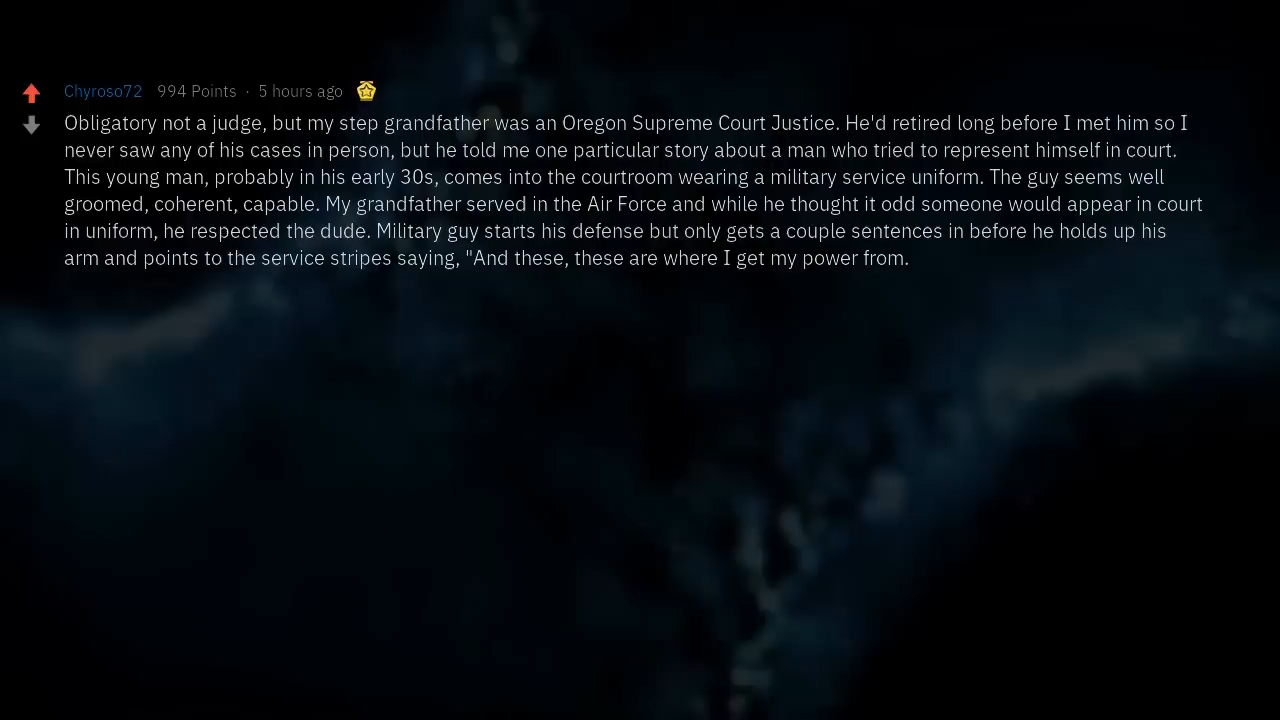 Chyroso72 994 Points · 5 hours ago
Obligatory not a judge, but my step grandfather was an Oregon Supreme Court Justice. He'd retired long before I met him so I
never saw any of his cases in person, but he told me one particular story about a man who tried to represent himself in court.
This young man, probably in his early 30s, comes into the courtroom wearing a military service uniform. The guy seems well
groomed, coherent, capable. My grandfather served in the Air Force and while he thought it odd someone would appear in court
in uniform, he respected the dude. Military guy starts his defense but only gets a couple sentences in before he holds up his
arm and points to the service stripes saying, "And these, these are where I get my power from.